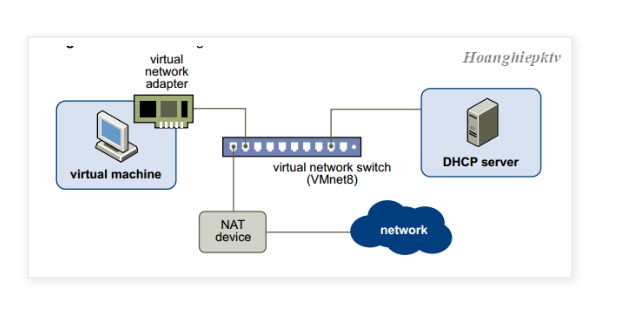 Hoanghiepktv
virtual
network
adapter
virtual machine
virtual network switch
(VMnet8)
DHCP server
NAT
device
network